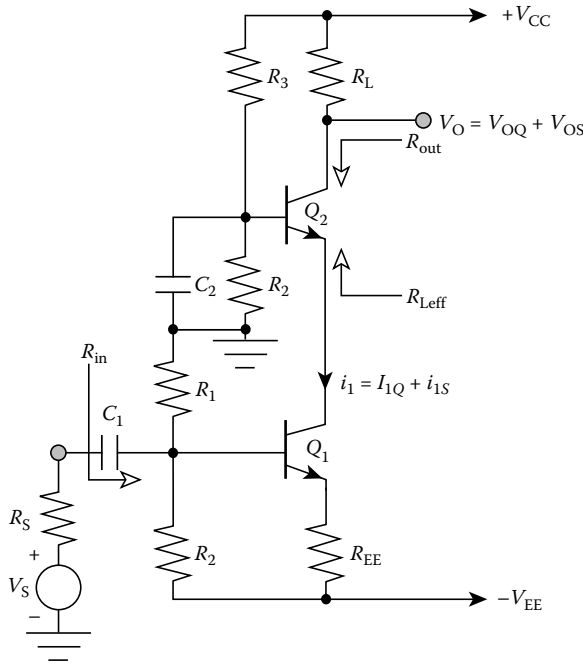 +V_CC
R_3
R_L
V_O = V_OQ + V_OS
R_out
Q_2
C_2
R_2
R_Leff
R_in
R_1
i_1 = I_1Q + i_1S
C_1
Q_1
R_S
R_2
R_EE
+
V_S
−
−V_EE